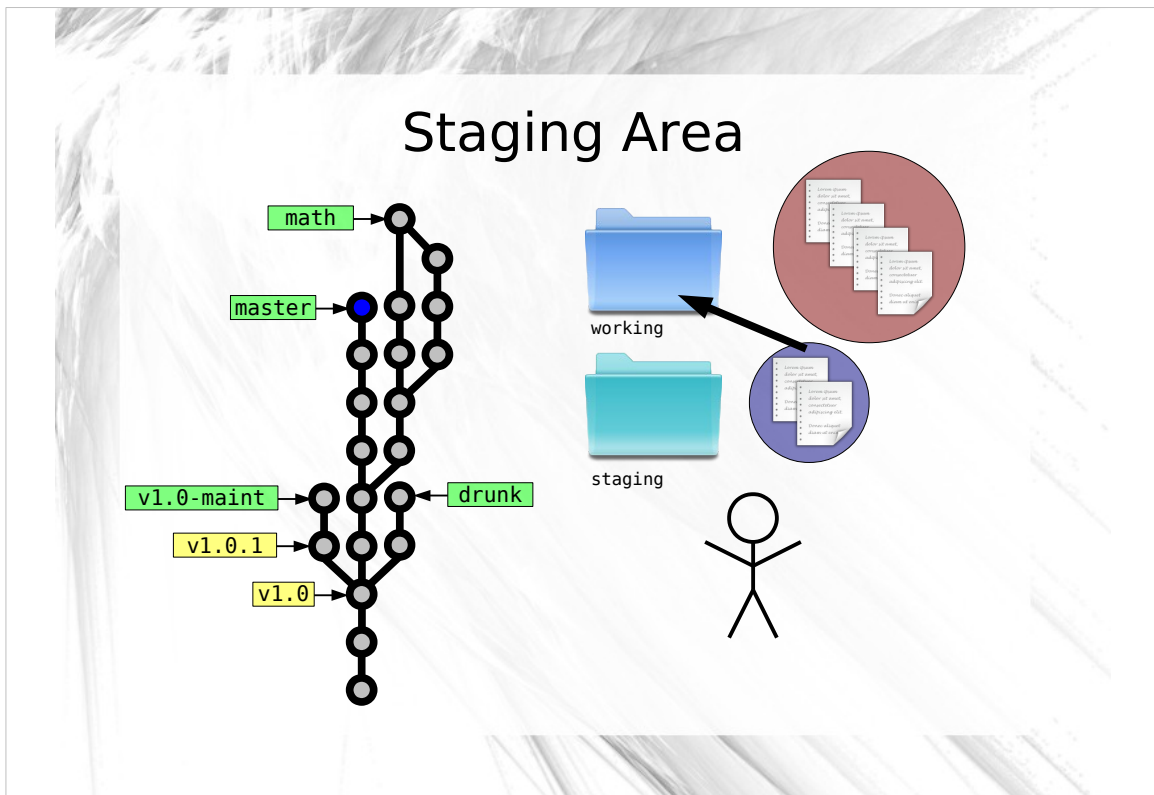 Staging Area
math
master
working
staging
v1.0-maint
drunk
v1.0.1
v1.0